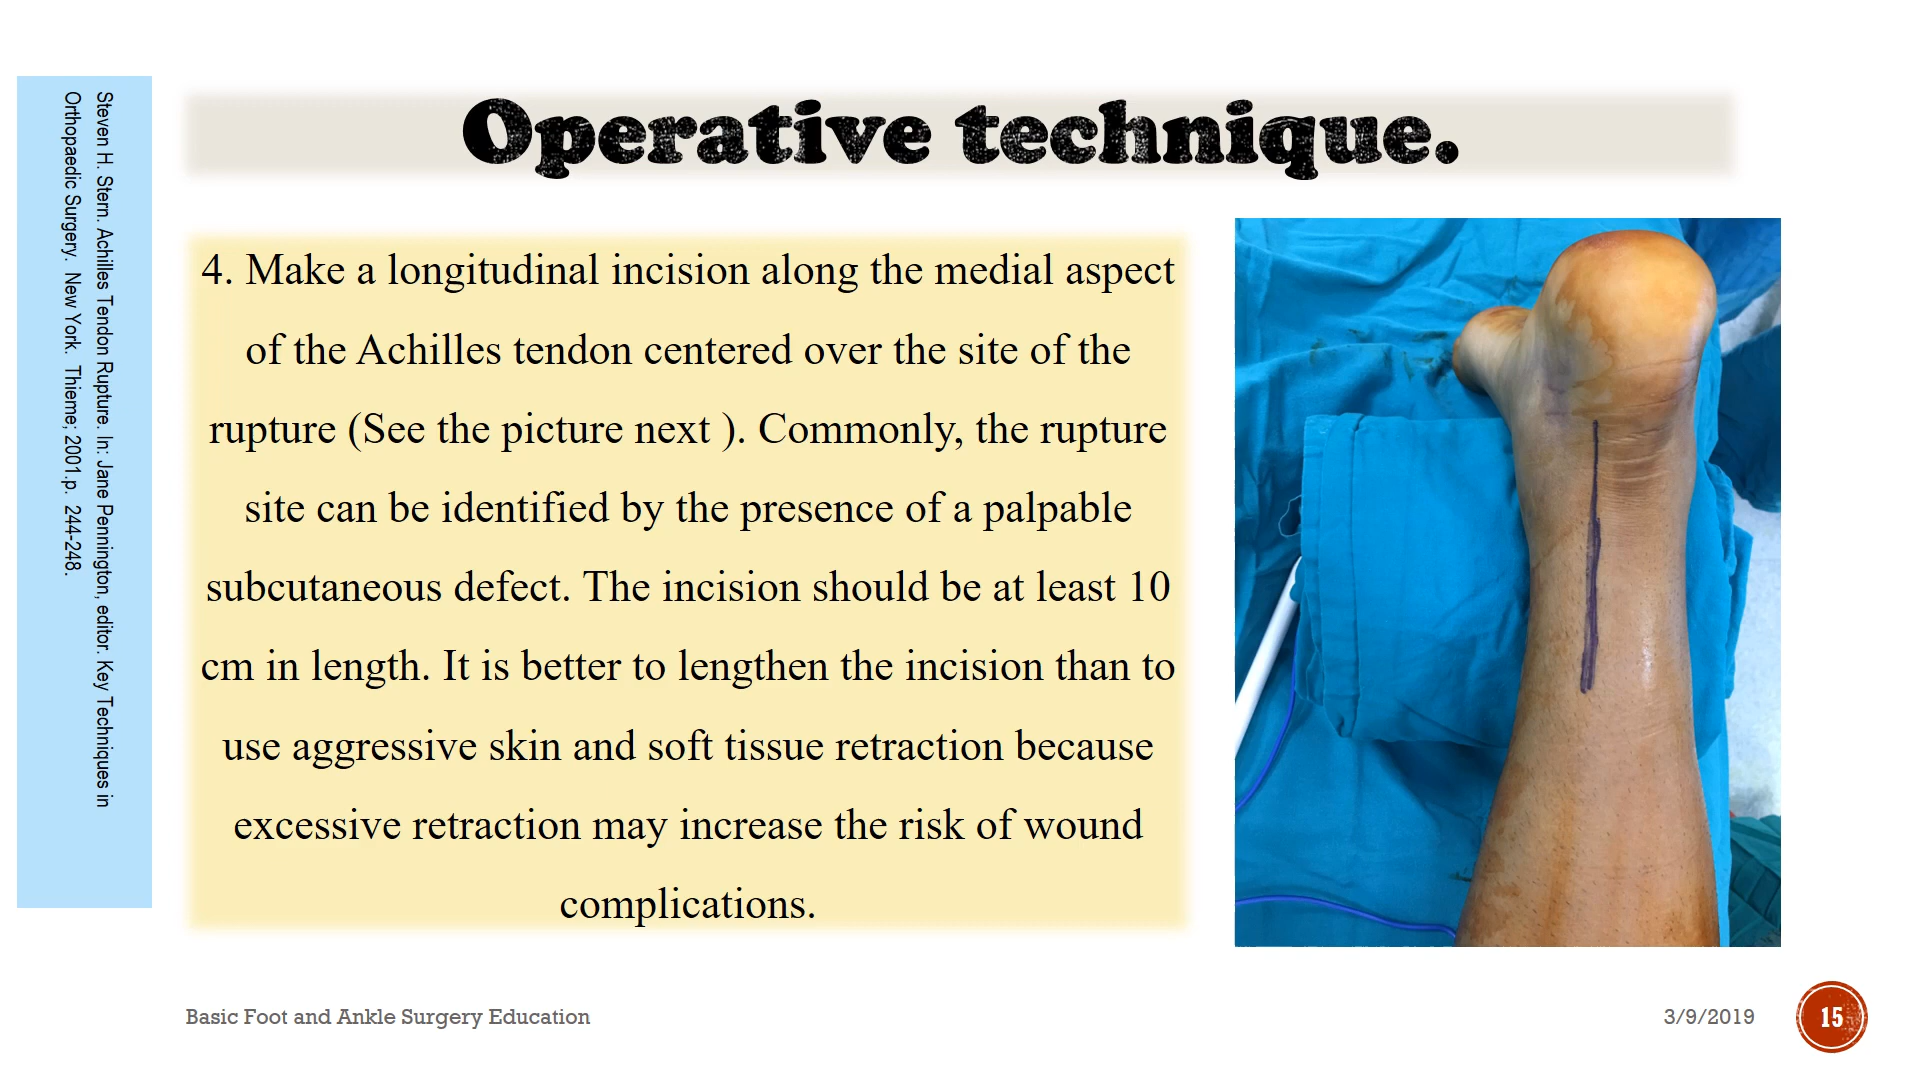 Operative technique.
Steven H. Stern. Achilles Tendon Rupture. In: Jane Pennington, editor. Key Techniques in
Orthopaedic Surgery. New York. Thieme; 2001.p. 244-248.
4. Make a longitudinal incision along the medial aspect
of the Achilles tendon centered over the site of the
rupture (See the picture next ). Commonly, the rupture
site can be identified by the presence of a palpable
subcutaneous defect. The incision should be at least 10
cm in length. It is better to lengthen the incision than to
use aggressive skin and soft tissue retraction because
excessive retraction may increase the risk of wound
complications.
Basic Foot and Ankle Surgery Education
3/9/2019
15